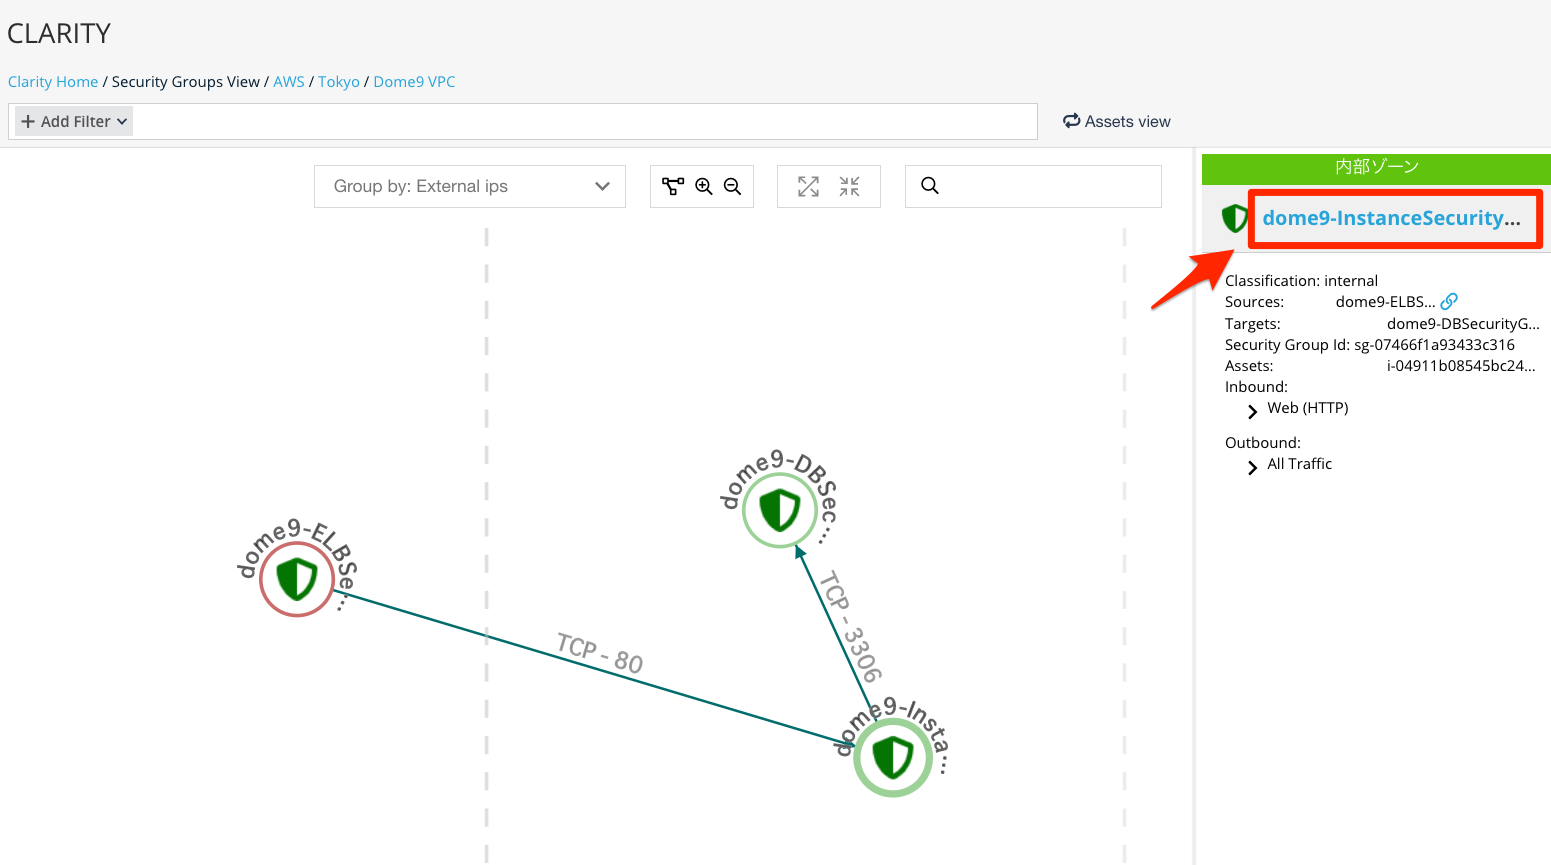 CLARITY
Clarity Home / Security Groups View / AWS / Tokyo / Dome9 VPC
Add Filter
Assets view
Group by: External ips
内部ゾーン
dome9-InstanceSecurity...
Classification: internal
Sources: dome9-ELBS...
Targets: dome9-DBSecurityG...
Security Group Id: sg-07466f1a93433c316
Assets: i-04911b08545bc24...
Inbound:
Web (HTTP)
Outbound:
All Traffic
dome9-DBSec...
dome9-ELBSe...
TCP - 3306
TCP - 80
dome9-Insta...